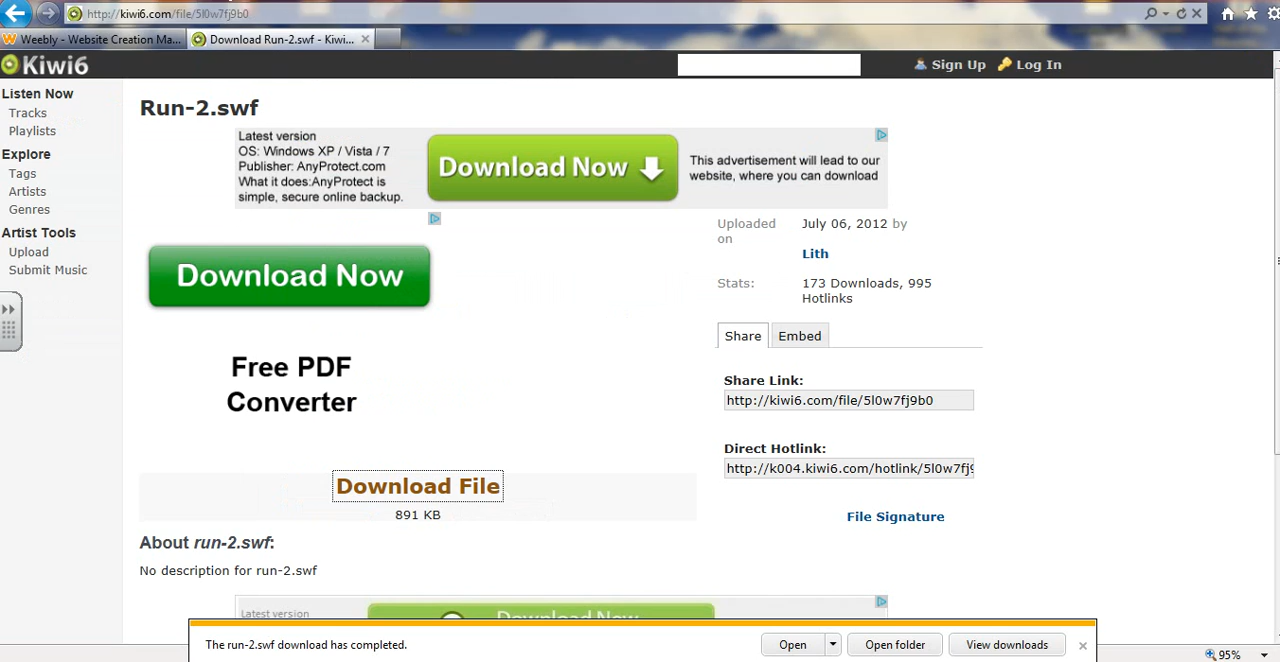 http://kiwi6.com/file/5l0w7fj9b0
Weebly - Website Creation Ma...
Download Run-2.swf - Kiwi...
Kiwi6
Sign Up
Log In
Listen Now
Tracks
Playlists
Explore
Tags
Artists
Genres
Artist Tools
Upload
Submit Music
Run-2.swf
Latest version
OS: Windows XP / Vista / 7
Publisher: AnyProtect.com
What it does:AnyProtect is
simple, secure online backup.
Download Now
This advertisement will lead to our
website, where you can download
Download Now
Free PDF
Converter
Uploaded on
July 06, 2012 by
Lith
Stats:
173 Downloads, 995
Hotlinks
Share
Embed
Share Link:
http://kiwi6.com/file/5l0w7fj9b0
Direct Hotlink:
http://k004.kiwi6.com/hotlink/5l0w7fj9
File Signature
Download File
891 KB
About run-2.swf:
No description for run-2.swf
Latest version
Download Now
The run-2.swf download has completed.
Open
Open folder
View downloads
95%